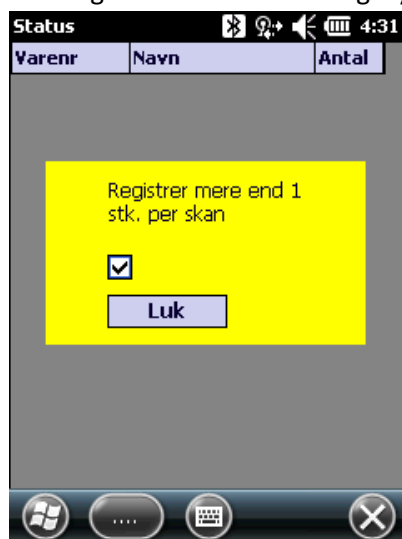 Status 4:31
Varenr Navn Antal
Registrer mere end 1
stk. per skan
Luk
....